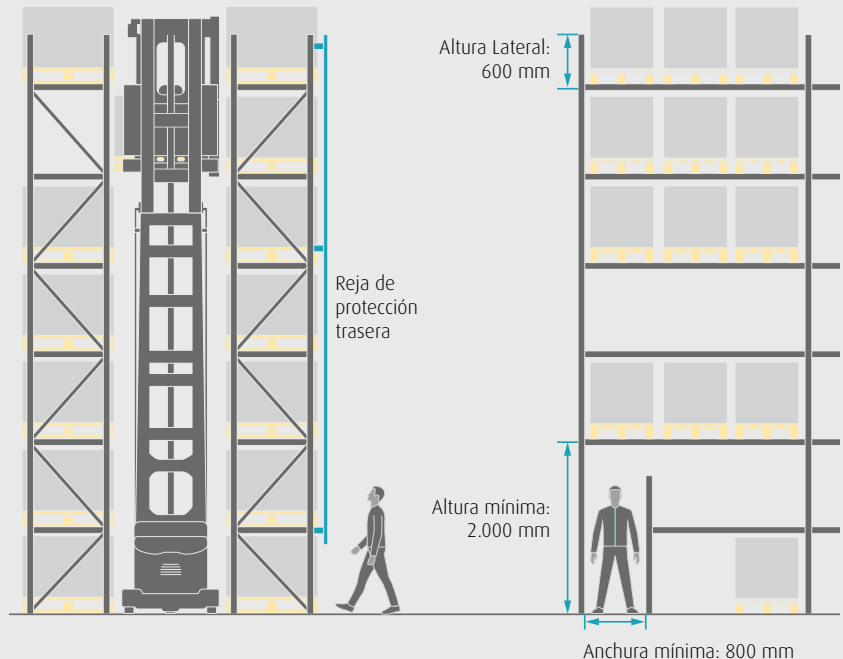 Altura Lateral:
600 mm
Reja de
protección
trasera
Altura mínima:
2.000 mm
Anchura mínima: 800 mm